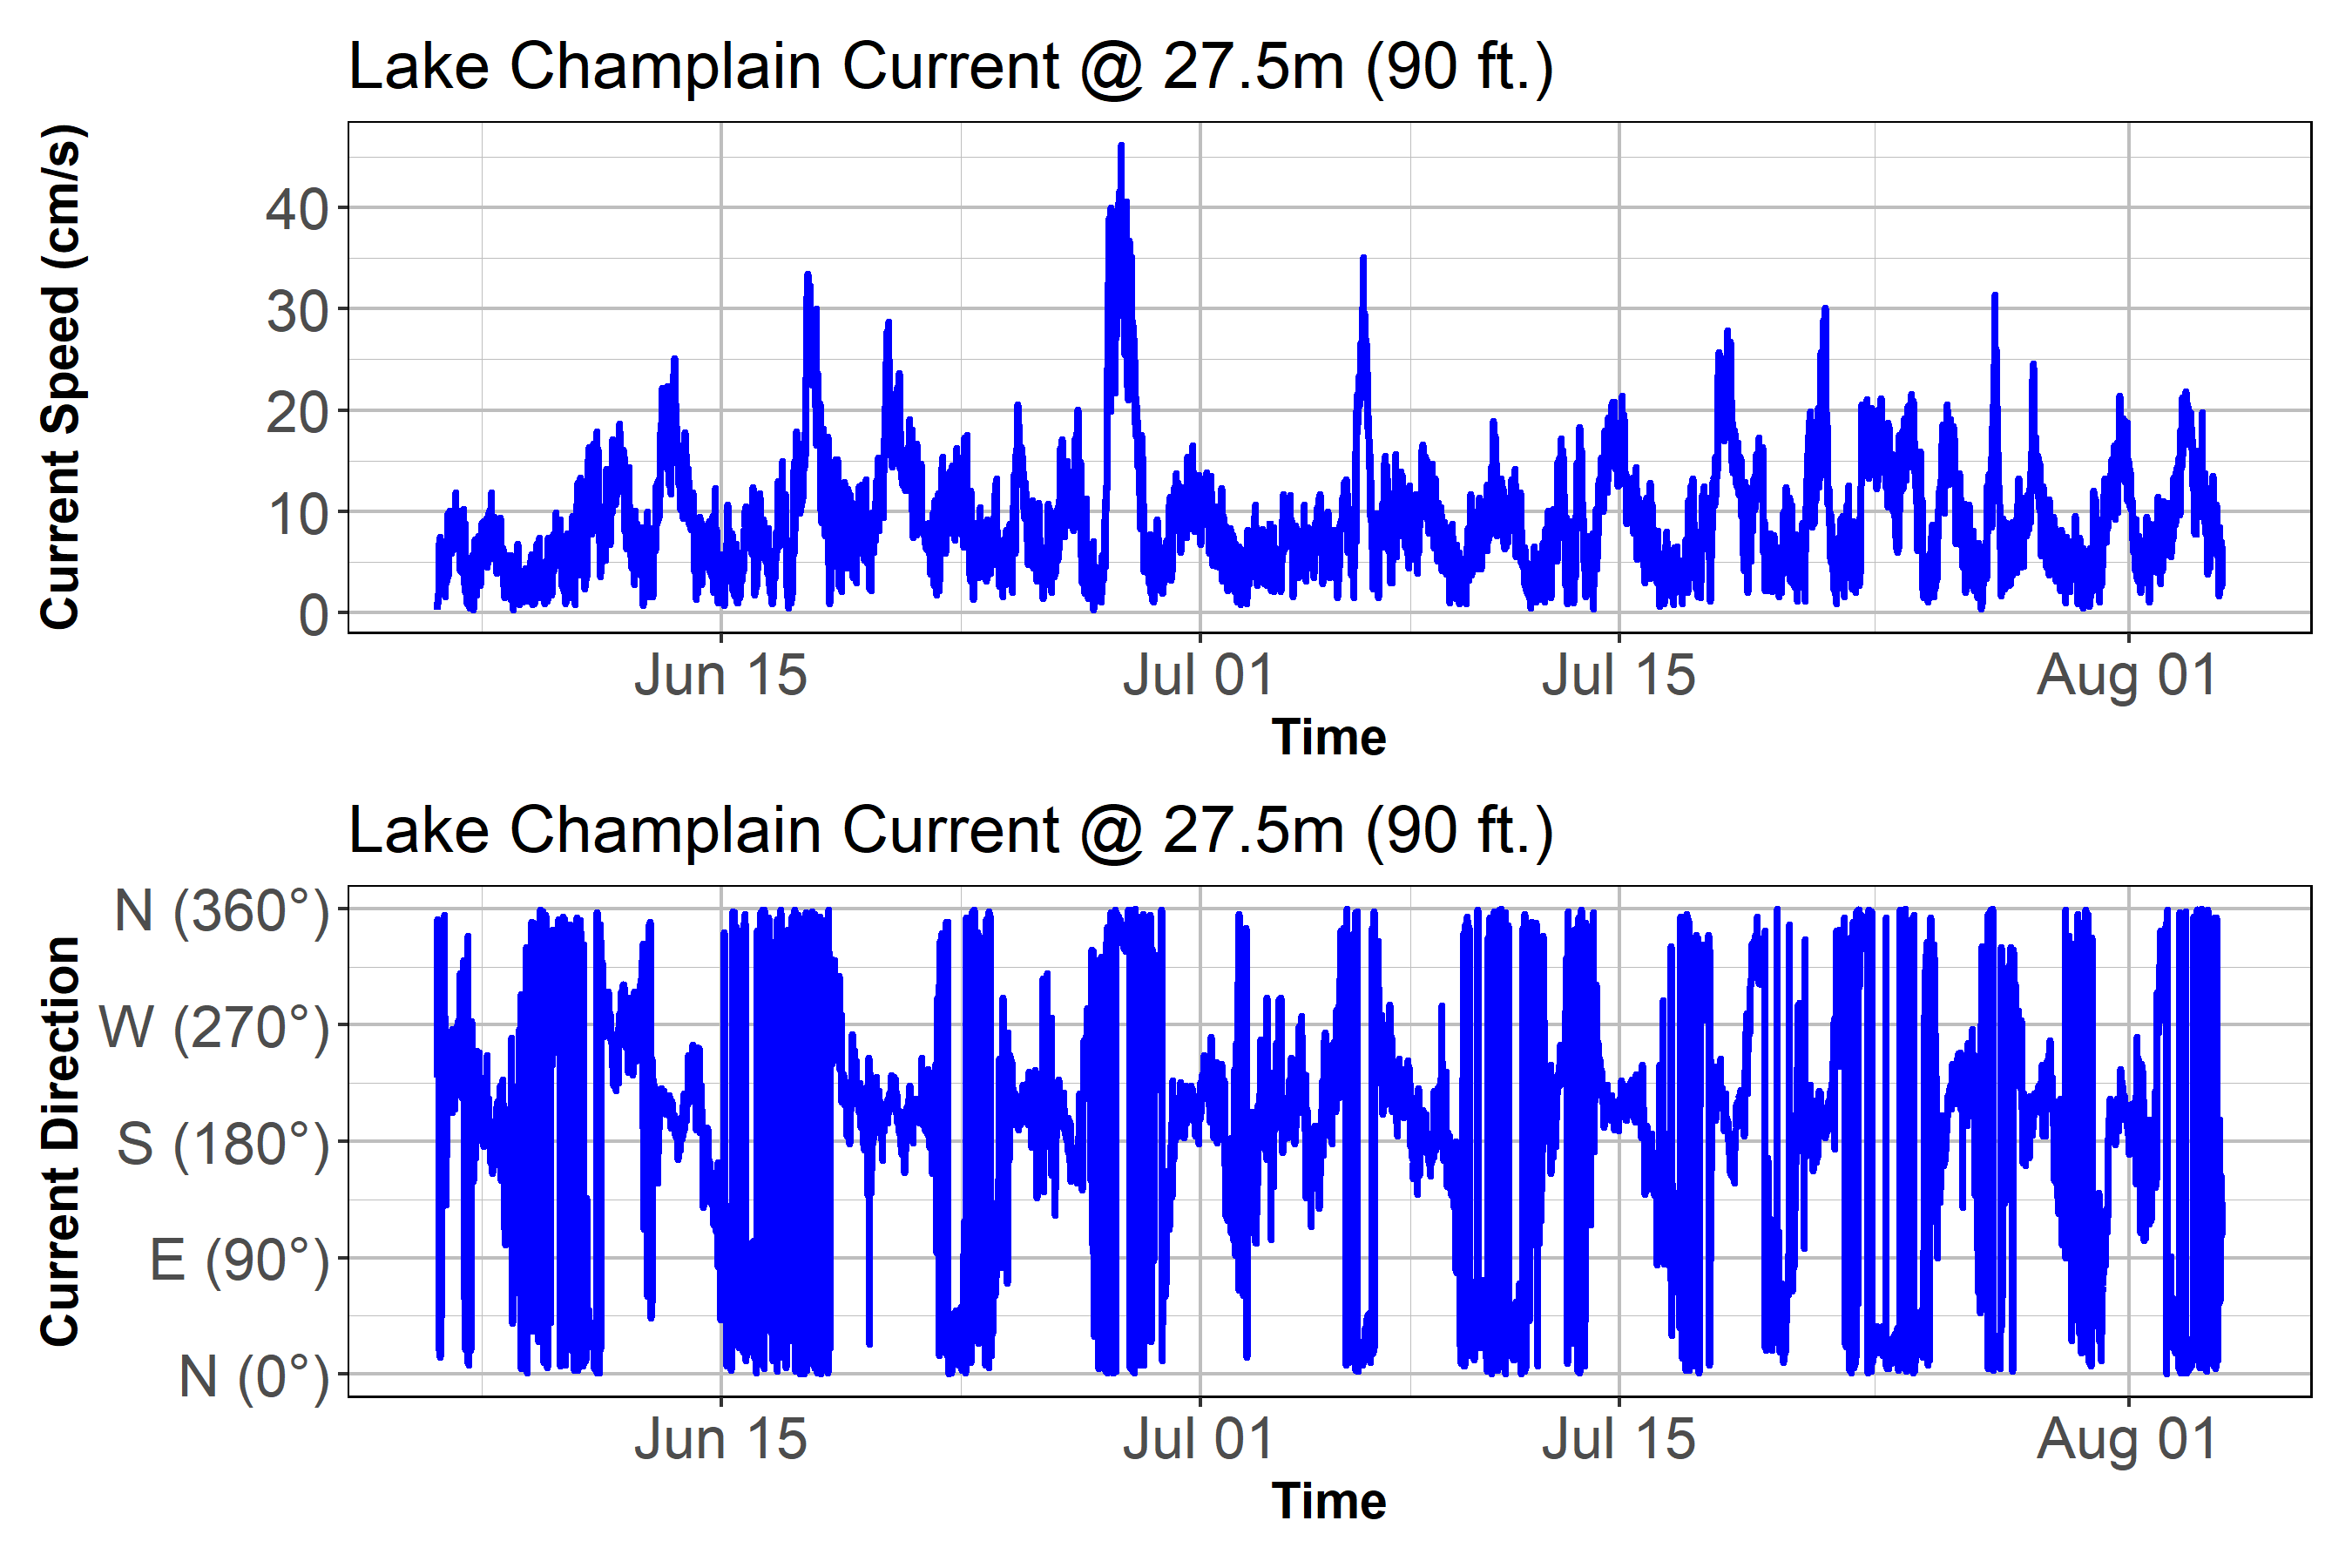 Lake Champlain Current @ 27.5m (90 ft.)
Current Speed (cm/s)
40
30
20
10
0
Jun 15 Jul 01 Jul 15 Aug 01
Time
Lake Champlain Current @ 27.5m (90 ft.)
Current Direction
N (360°)
W (270°)
S (180°)
E (90°)
N (0°)
Jun 15 Jul 01 Jul 15 Aug 01
Time